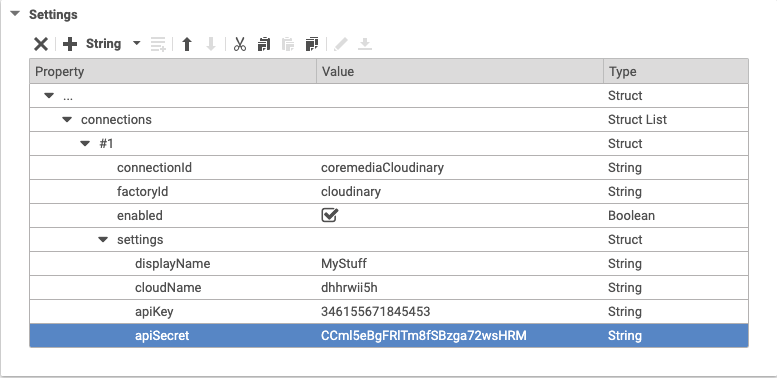 Settings
String
Property Value Type
... Struct
connections Struct List
#1 Struct
connectionId coremediaCloudinary String
factoryId cloudinary String
enabled Boolean
settings Struct
displayName MyStuff String
cloudName dhhrwii5h String
apiKey 346155671845453 String
apiSecret CCml5eBgFRlTm8fSBzga72wsHRM String